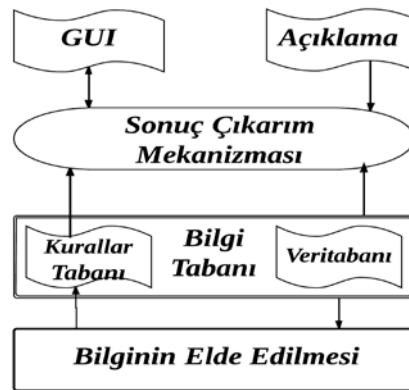 GUI
Açıklama
Sonuç Çıkarım
Mekanizması
Kurallar
Tabanı
Bilgi
Tabanı
Veritabanı
Bilginin Elde Edilmesi